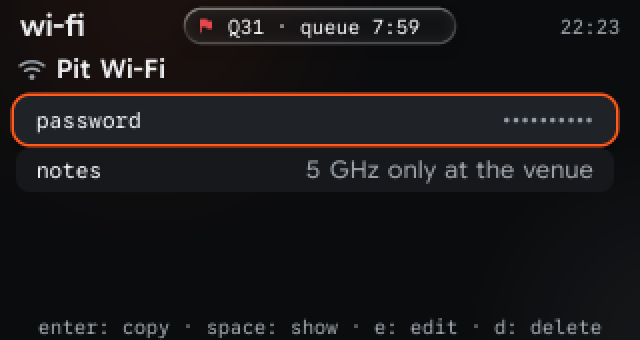 wi-fi Q31 · queue 7:59 22:23
Pit Wi-Fi
password ••••••••••
notes 5 GHz only at the venue
enter: copy · space: show · e: edit · d: delete